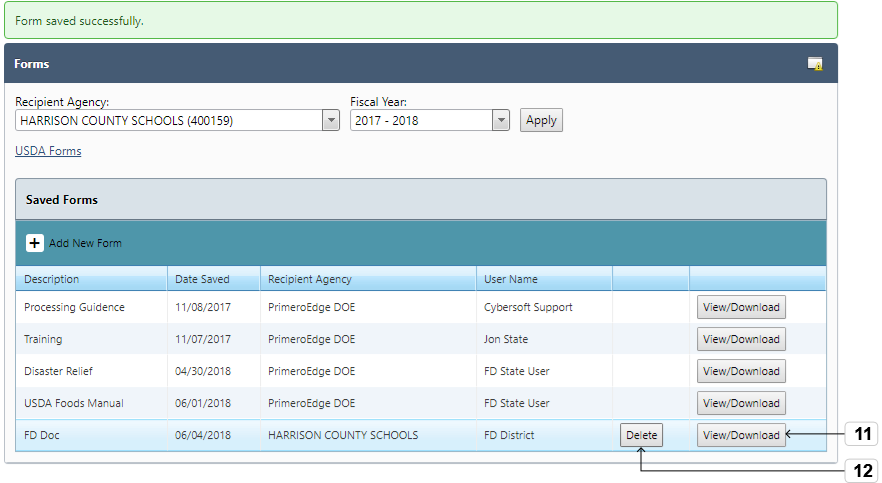 Form saved successfully.
Forms
Recipient Agency: Fiscal Year:
HARRISON COUNTY SCHOOLS (400159) 2017 - 2018 Apply
USDA Forms
Saved Forms
+ Add New Form
Description Date Saved Recipient Agency User Name
Processing Guidence 11/08/2017 PrimeroEdge DOE Cybersoft Support View/Download
Training 11/07/2017 PrimeroEdge DOE Jon State View/Download
Disaster Relief 04/30/2018 PrimeroEdge DOE FD State User View/Download
USDA Foods Manual 06/01/2018 PrimeroEdge DOE FD State User View/Download
FD Doc 06/04/2018 HARRISON COUNTY SCHOOLS FD District Delete View/Download 11
12